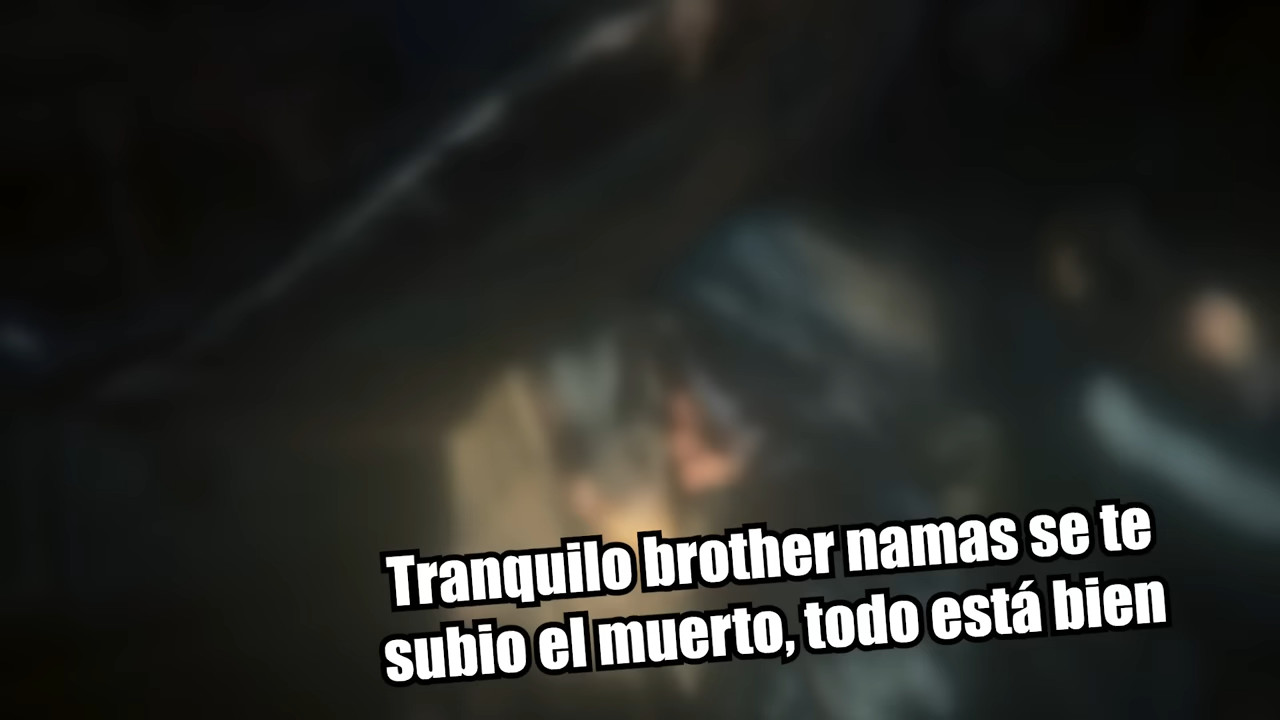 Tranquilo brother namas se te
subio el muerto, todo está bien